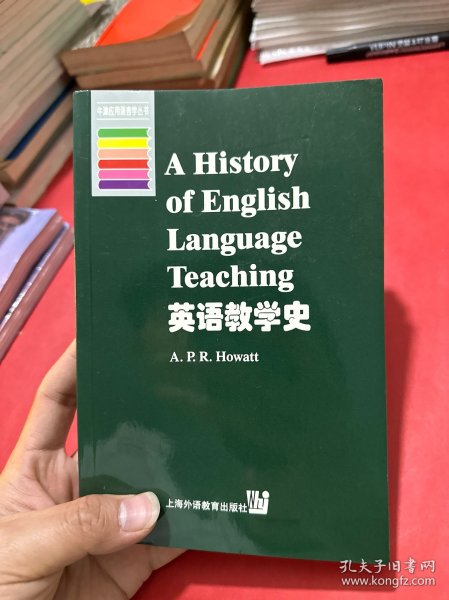 牛津应用语言学丛书
A History
of English
Language
Teaching
英语教学史
A. P. R. Howatt
上海外语教育出版社
孔夫子旧书网
www.kongfz.com